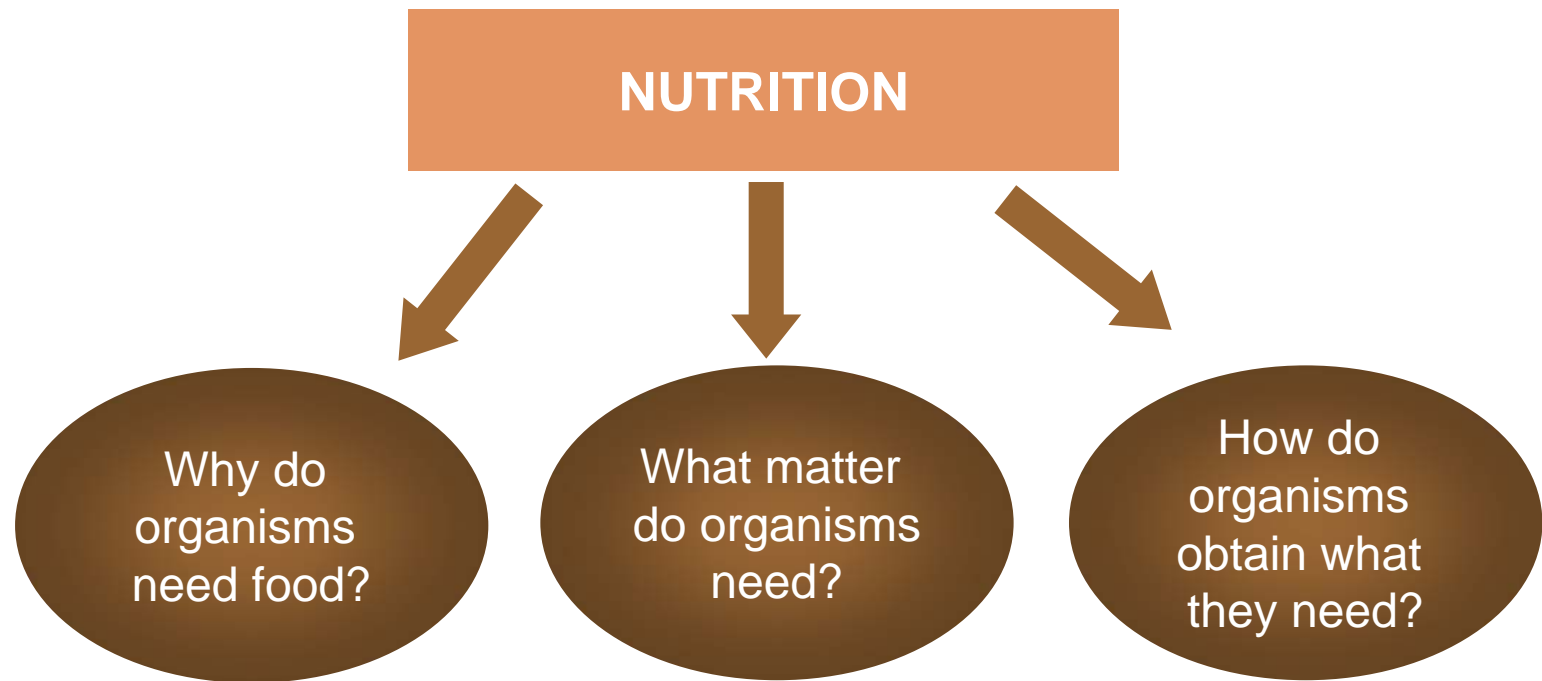 NUTRITION
Why do
organisms
need food?
What matter
do organisms
need?
How do
organisms
obtain what
they need?